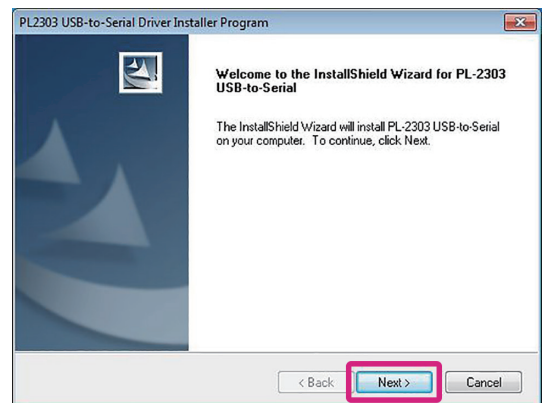 PL2303 USB-to-Serial Driver Installer Program
Welcome to the InstallShield Wizard for PL-2303
USB-to-Serial
The InstallShield Wizard will install PL-2303 USB-to-Serial
on your computer. To continue, click Next.
< Back
Next >
Cancel